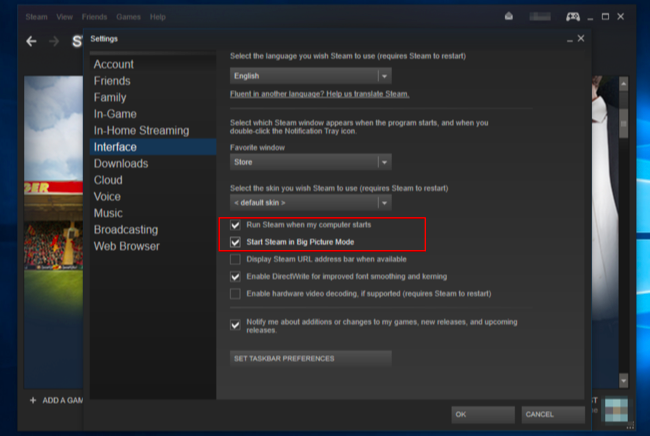 Steam View Friends Games Help
Settings
Account
Friends
Family
In-Game
In-Home Streaming
Interface
Downloads
Cloud
Voice
Music
Broadcasting
Web Browser
Select the language you wish Steam to use (requires Steam to restart)
English
Fluent in another language? Help us translate Steam.
Select which Steam window appears when the program starts, and when you
double-click the Notification Tray icon.
Favorite window
Store
Select the skin you wish Steam to use (requires Steam to restart)
< default skin >
Run Steam when my computer starts
Start Steam in Big Picture Mode
Display Steam URL address bar when available
Enable DirectWrite for improved font smoothing and kerning
Enable hardware video decoding, if supported (requires Steam to restart)
Notify me about additions or changes to my games, new releases, and upcoming
releases.
SET TASKBAR PREFERENCES
OK CANCEL
+ ADD A GAM